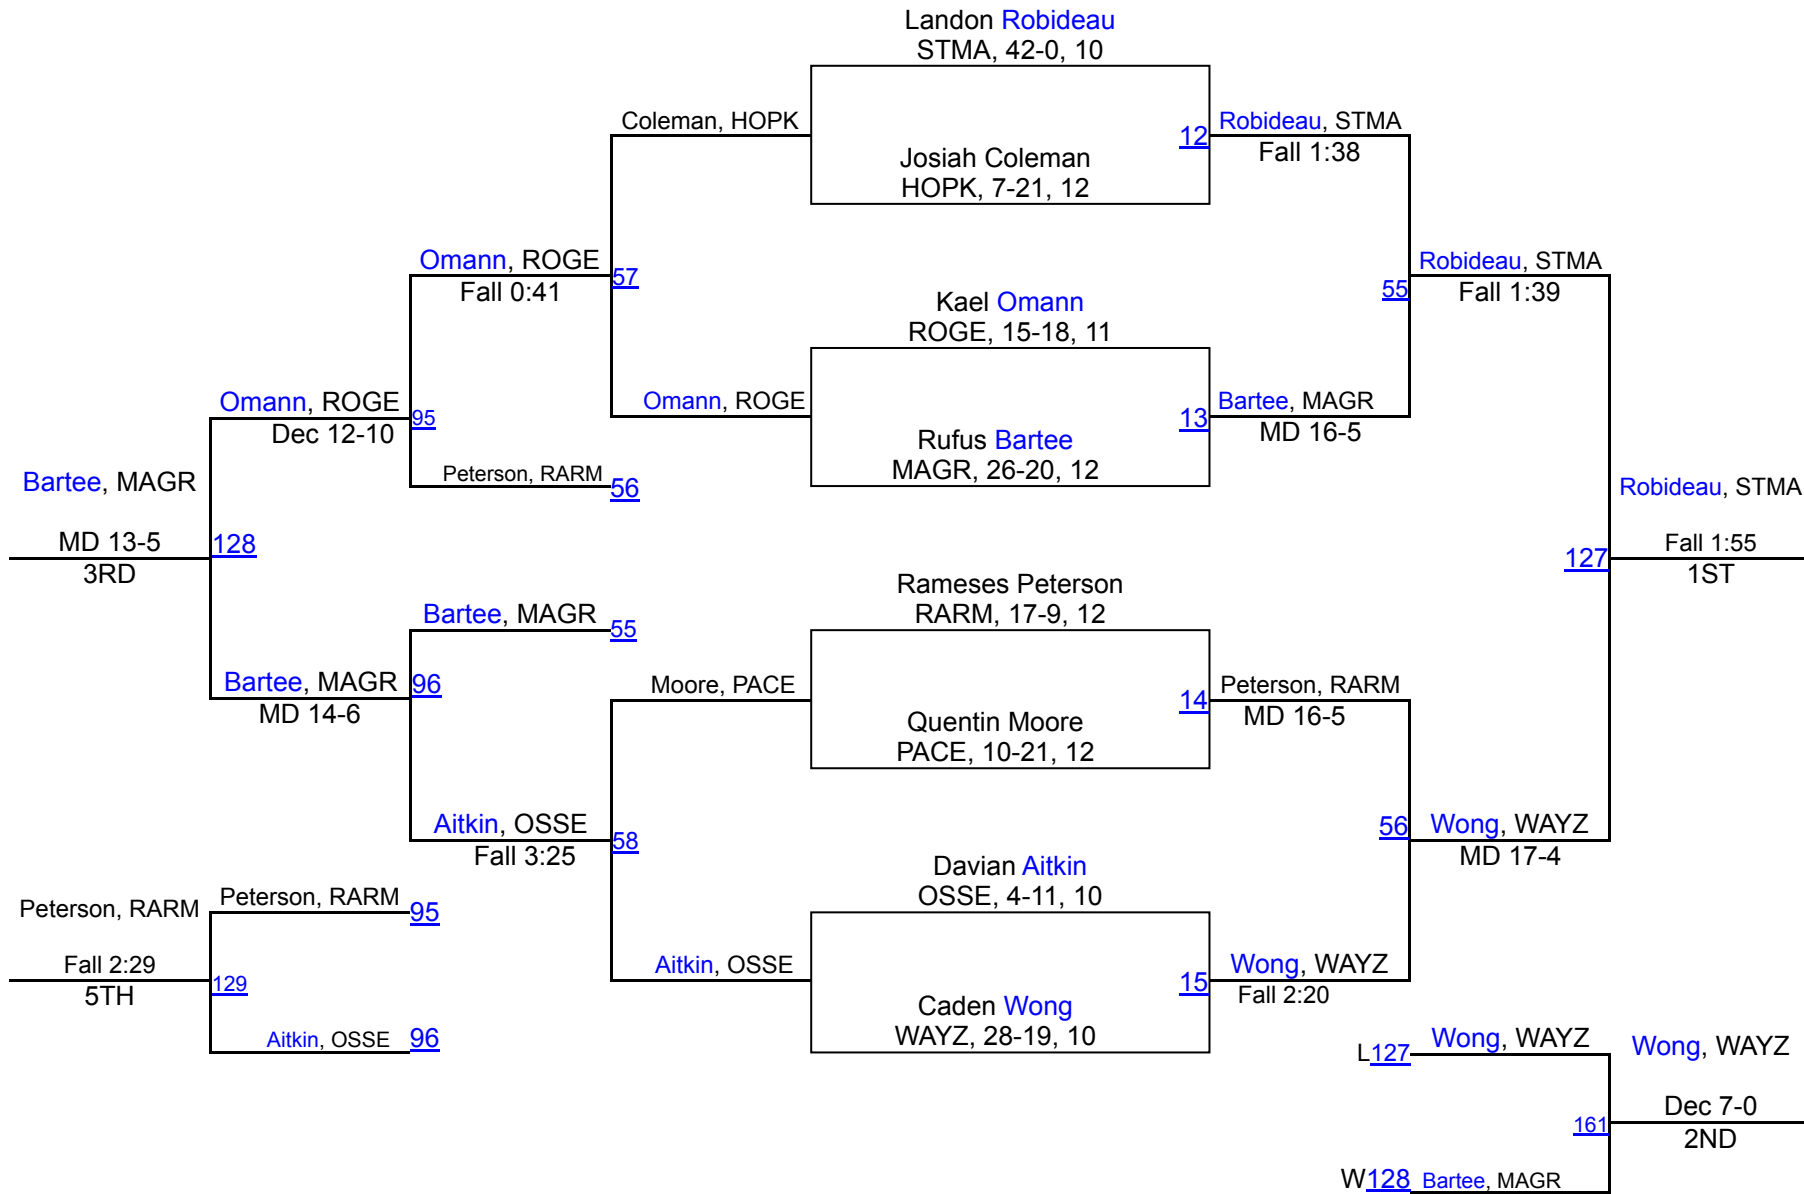 Landon Robideau
STMA, 42-0, 10
Coleman, HOPK
12
Robideau, STMA
Fall 1:38
Josiah Coleman
HOPK, 7-21, 12
Omann, ROGE
Fall 0:41
57
Robideau, STMA
Fall 1:39
55
Kael Omann
ROGE, 15-18, 11
Omann, ROGE
Dec 12-10
95
Omann, ROGE
13
Bartee, MAGR
MD 16-5
Rufus Bartee
MAGR, 26-20, 12
Peterson, RARM
56
Bartee, MAGR
MD 13-5
3RD
128
Robideau, STMA
127
Fall 1:55
1ST
Rameses Peterson
RARM, 17-9, 12
Bartee, MAGR
55
Bartee, MAGR
MD 14-6
96
Moore, PACE
14
Peterson, RARM
MD 16-5
Quentin Moore
PACE, 10-21, 12
Aitkin, OSSE
Fall 3:25
58
56
Wong, WAYZ
MD 17-4
Davian Aitkin
OSSE, 4-11, 10
Peterson, RARM
Peterson, RARM
95
Fall 2:29
5TH
129
Aitkin, OSSE
15
Wong, WAYZ
Fall 2:20
Caden Wong
WAYZ, 28-19, 10
Aitkin, OSSE
96
L127
Wong, WAYZ
Wong, WAYZ
161
Dec 7-0
2ND
W128
Bartee, MAGR